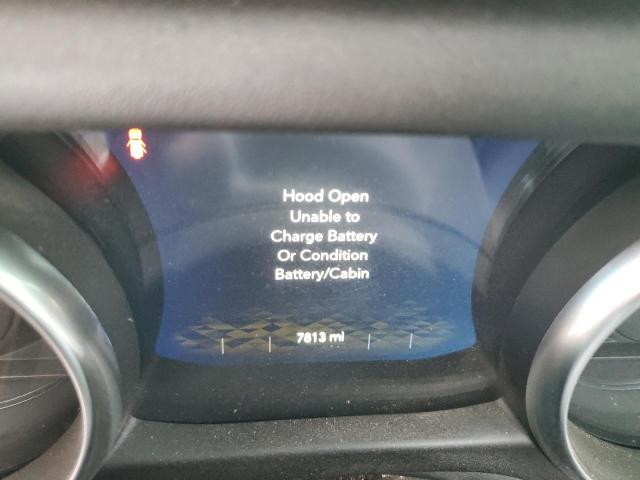 Hood Open
Unable to
Charge Battery
Or Condition
Battery/Cabin
7813 mi